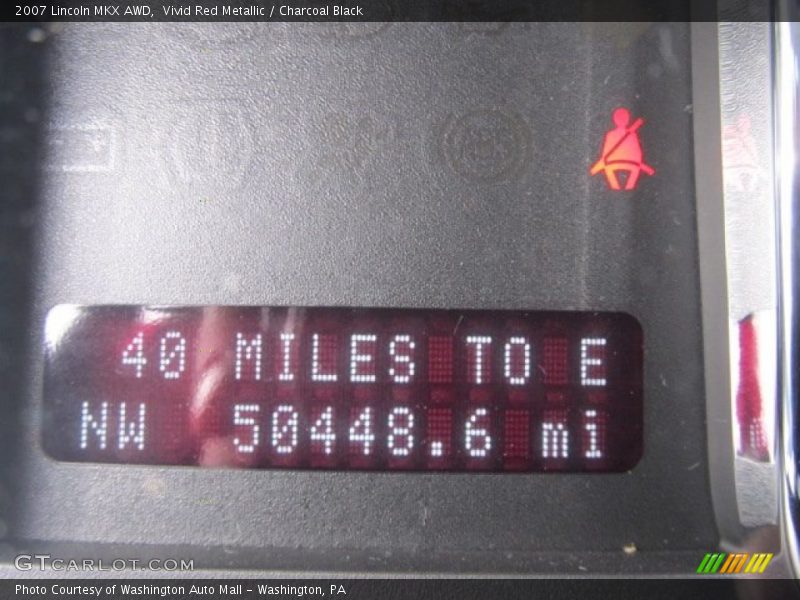 2007 Lincoln MKX AWD,  Vivid Red Metallic / Charcoal Black
40 MILES TO E
NW 50448.6 mi
GTCARLOT.COM
Photo Courtesy of Washington Auto Mall – Washington, PA